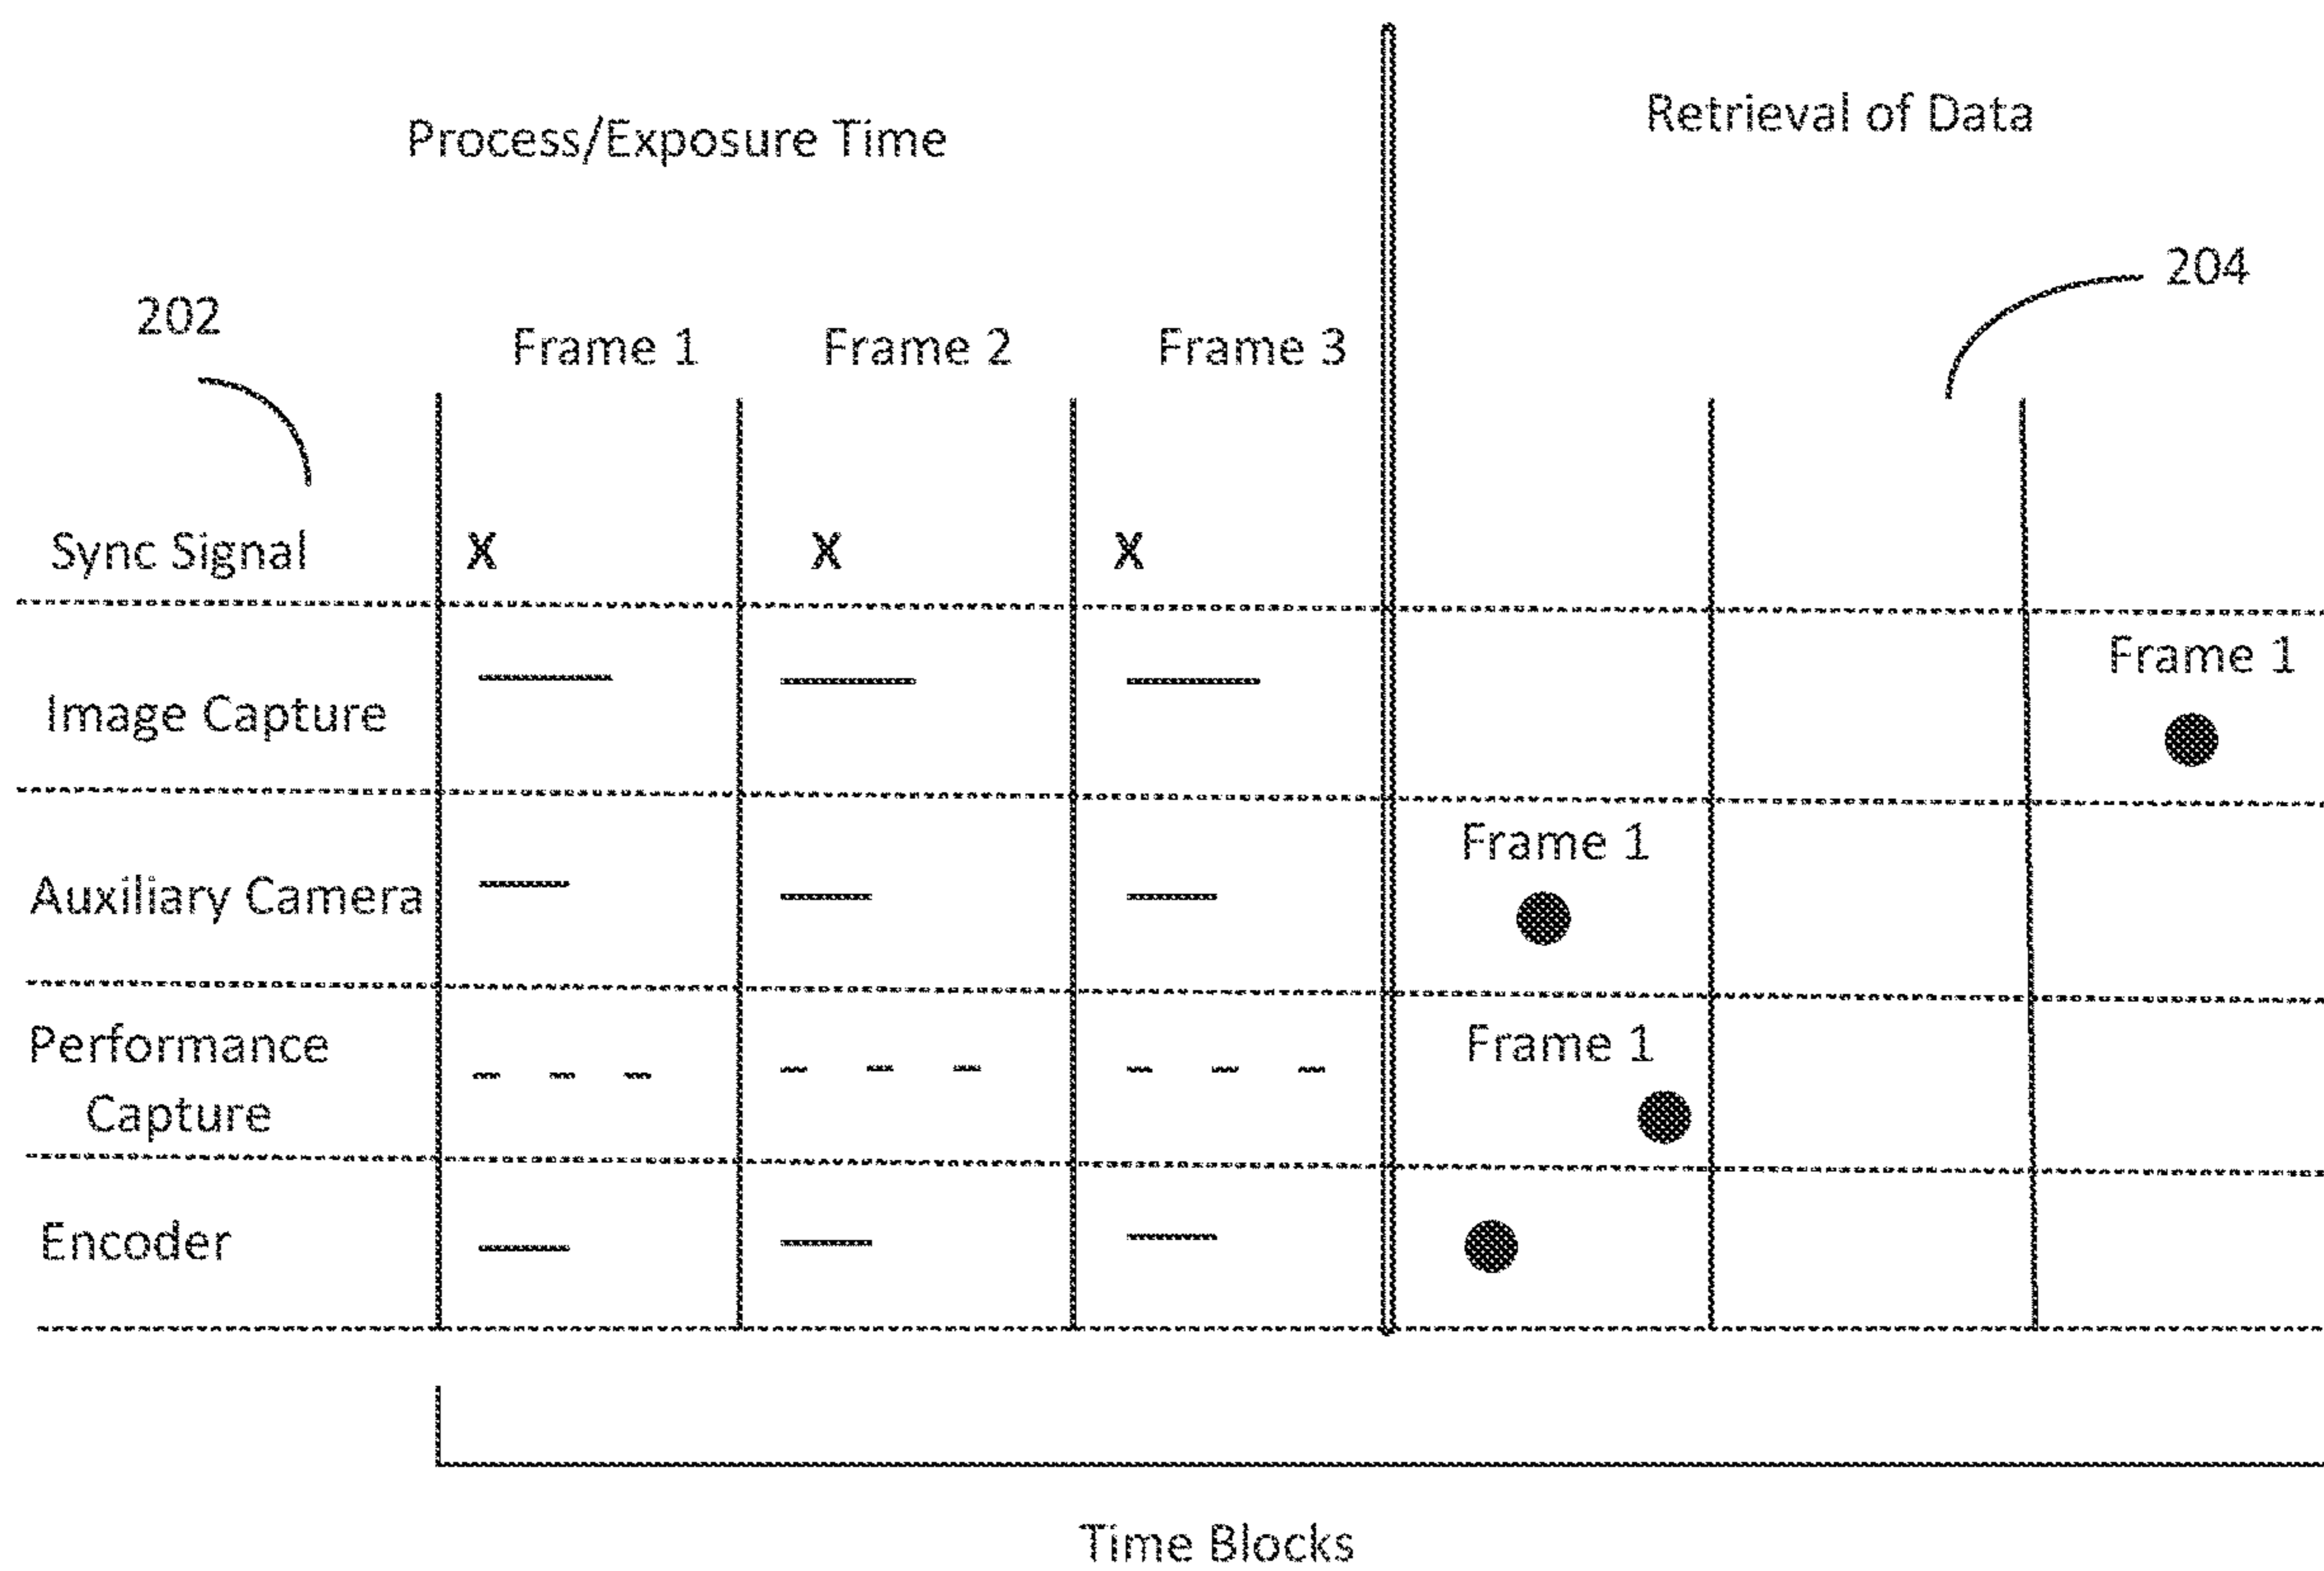 Process/Exposure Time
Retrieval of Data
202
204
Frame 1 Frame 2 Frame 3
Sync Signal X X X
Frame 1
Image Capture
Frame 1
Auxiliary Camera
Performance
Capture
Frame 1
Encoder
Time Blocks